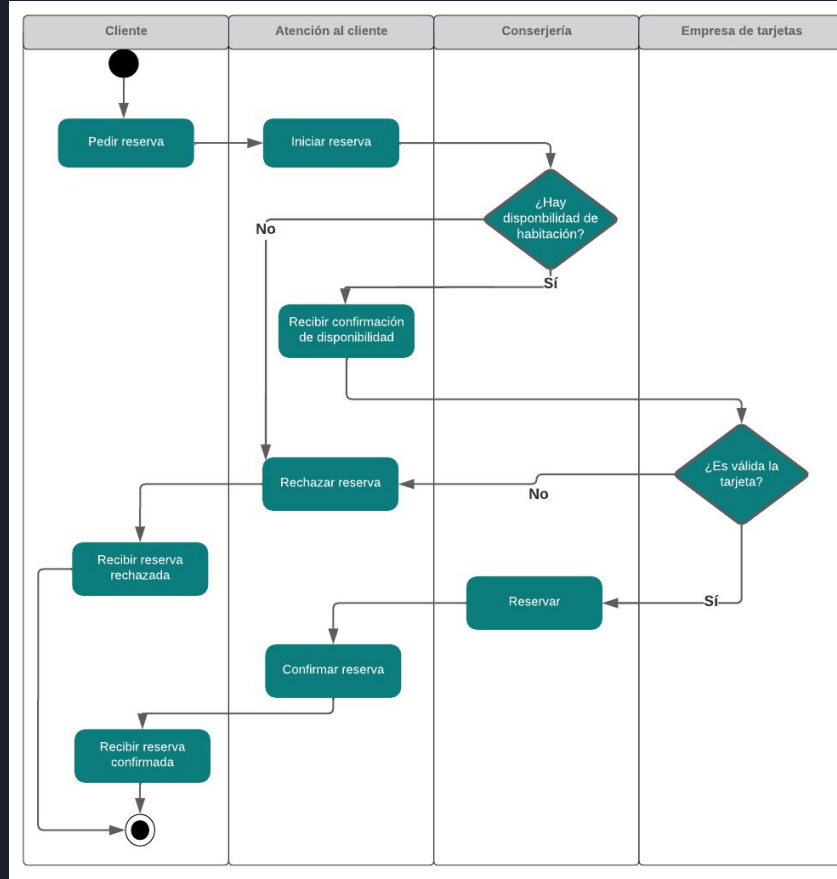 Cliente
Atención al cliente
Conserjería
Empresa de tarjetas
Pedir reserva
Iniciar reserva
¿Hay
disponbilidad de
habitación?
No
Sí
Recibir confirmación
de disponibilidad
¿Es válida la
tarjeta?
Rechazar reserva
No
Recibir reserva
rechazada
Reservar
Sí
Confirmar reserva
Recibir reserva
confirmada